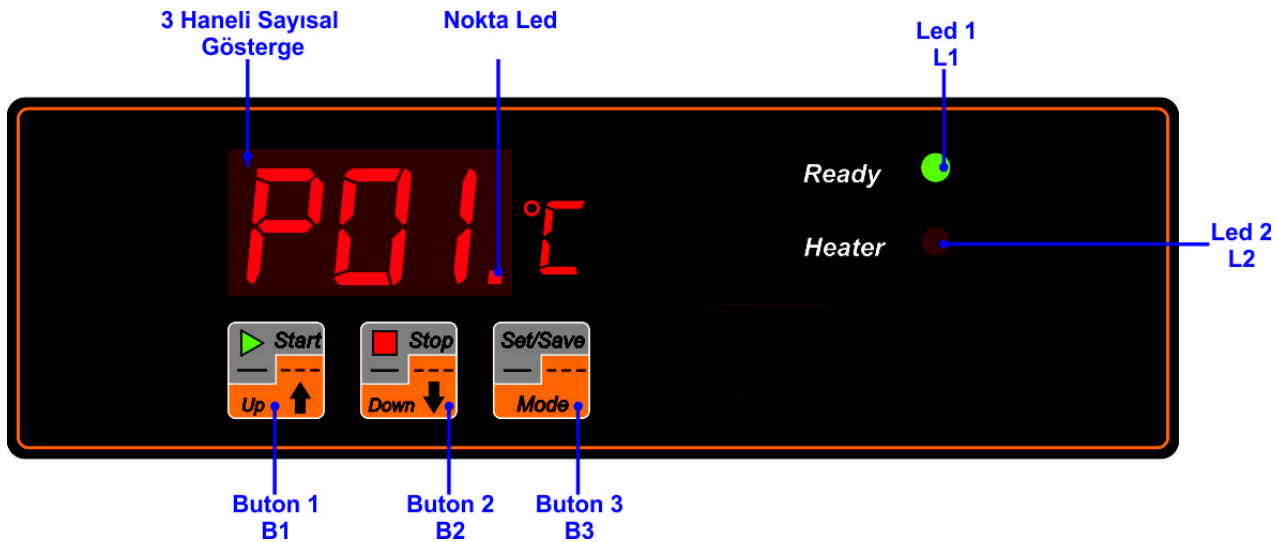 3 Haneli Sayısal
Gösterge
Nokta Led
Led 1
L1
P01.
°C
Ready
Heater
Led 2
L2
Start
Up
Stop
Down
Set/Save
Mode
Buton 1
B1
Buton 2
B2
Buton 3
B3